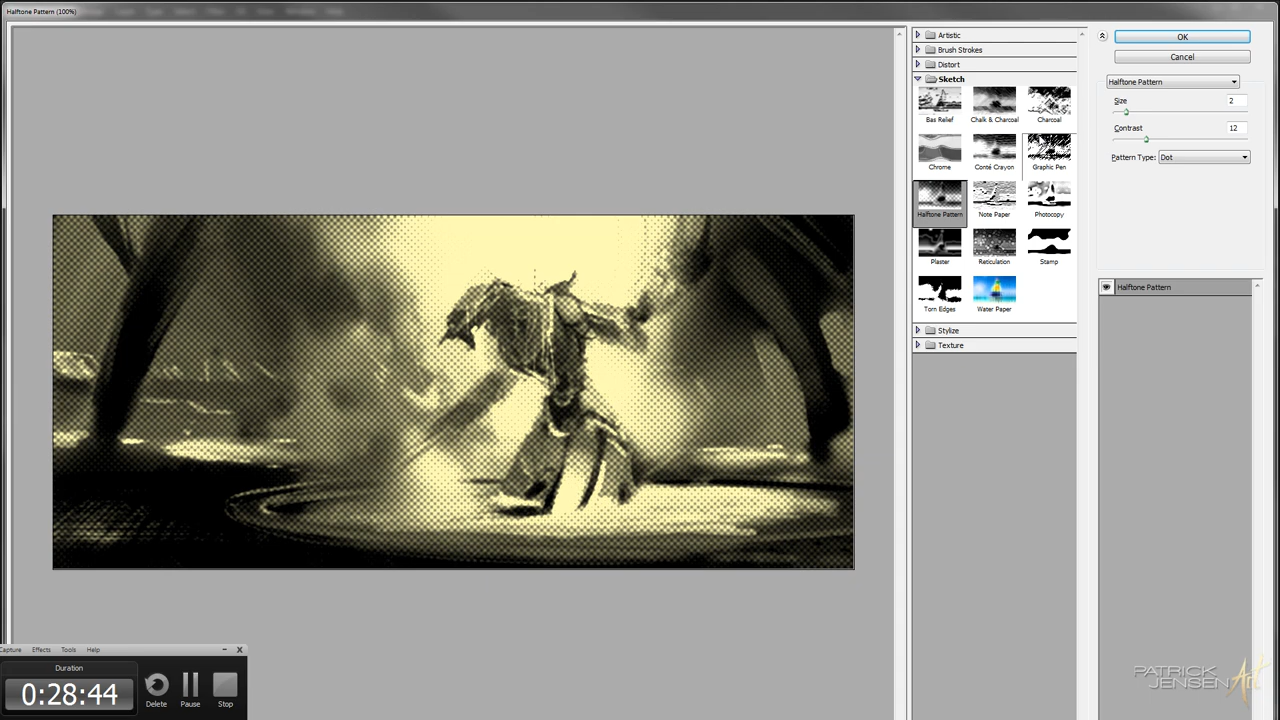 Halftone Pattern (100%)
Artistic
Brush Strokes
Distort
Sketch
Bas Relief
Chalk & Charcoal
Charcoal
Chrome
Conté Crayon
Graphic Pen
Halftone Pattern
Note Paper
Photocopy
Plaster
Reticulation
Stamp
Torn Edges
Water Paper
Stylize
Texture
OK
Cancel
Halftone Pattern
Size 2
Contrast 12
Pattern Type: Dot
Halftone Pattern
Capture Effects Tools Help
Duration
0:28:44
Delete Pause Stop
PATRICK
JENSEN Art